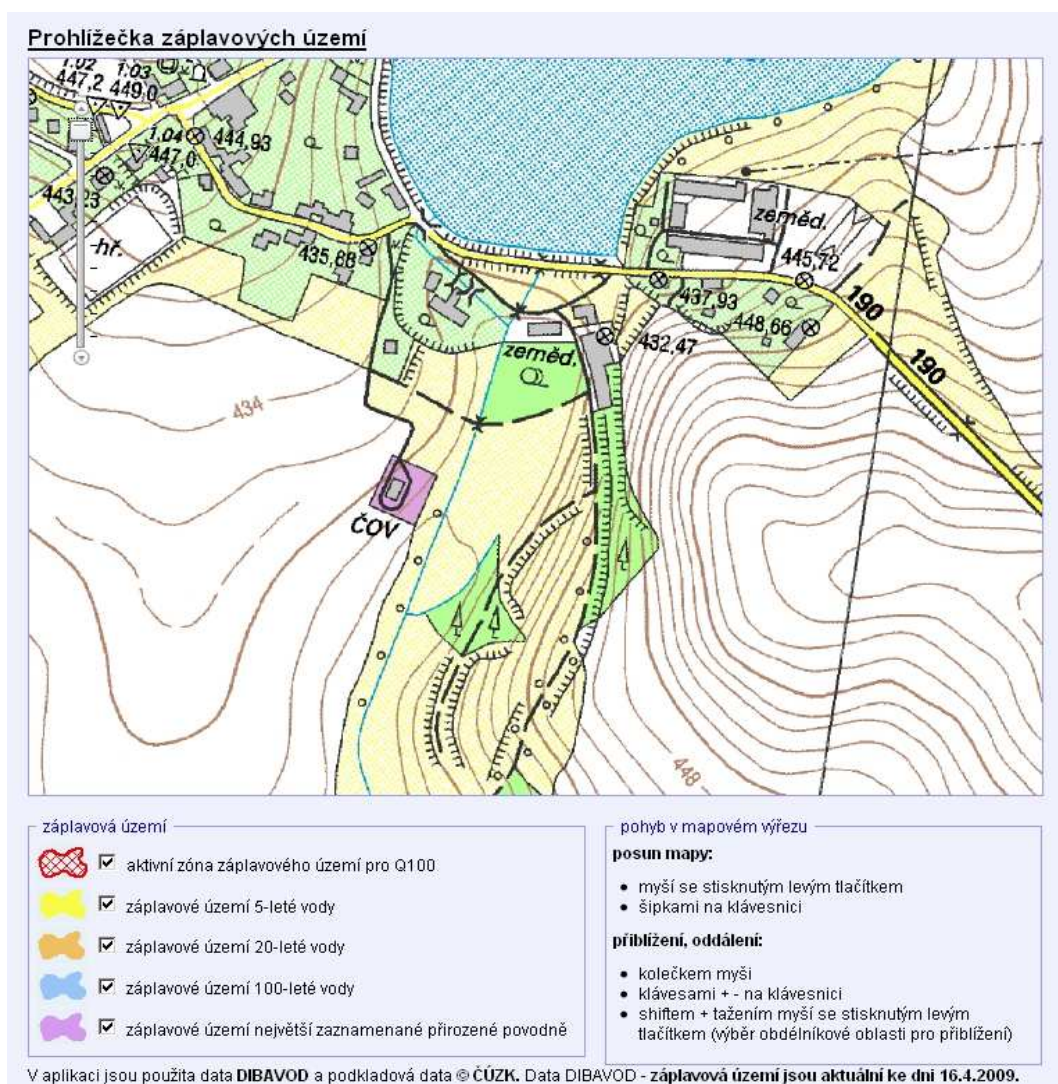 Prohlížečka záplavových území
1.02
1.03
447,2
449,0
1.04
444,93
447,0
443,23
hř.
435,88
zeměd.
445,72
437,93
190
448,66
432,47
zeměd.
190
434
ČOV
448
záplavová území
aktivní zóna záplavového území pro Q100
záplavové území 5-leté vody
záplavové území 20-leté vody
záplavové území 100-leté vody
záplavové území největší zaznamenané přirozené povodně
pohyb v mapovém výřezu
posun mapy:
• myší se stisknutým levým tlačítkem
• šipkami na klávesnici
přiblížení, oddálení:
• kolečkem myši
• klávesami + - na klávesnici
• shiftem + tažením myší se stisknutým levým
tlačítkem (výběr obdélníkové oblasti pro přiblížení)
V aplikaci jsou použita data DIBAVOD a podkladová data © ČÚZK. Data DIBAVOD - záplavová území jsou aktuální ke dni 16.4.2009.